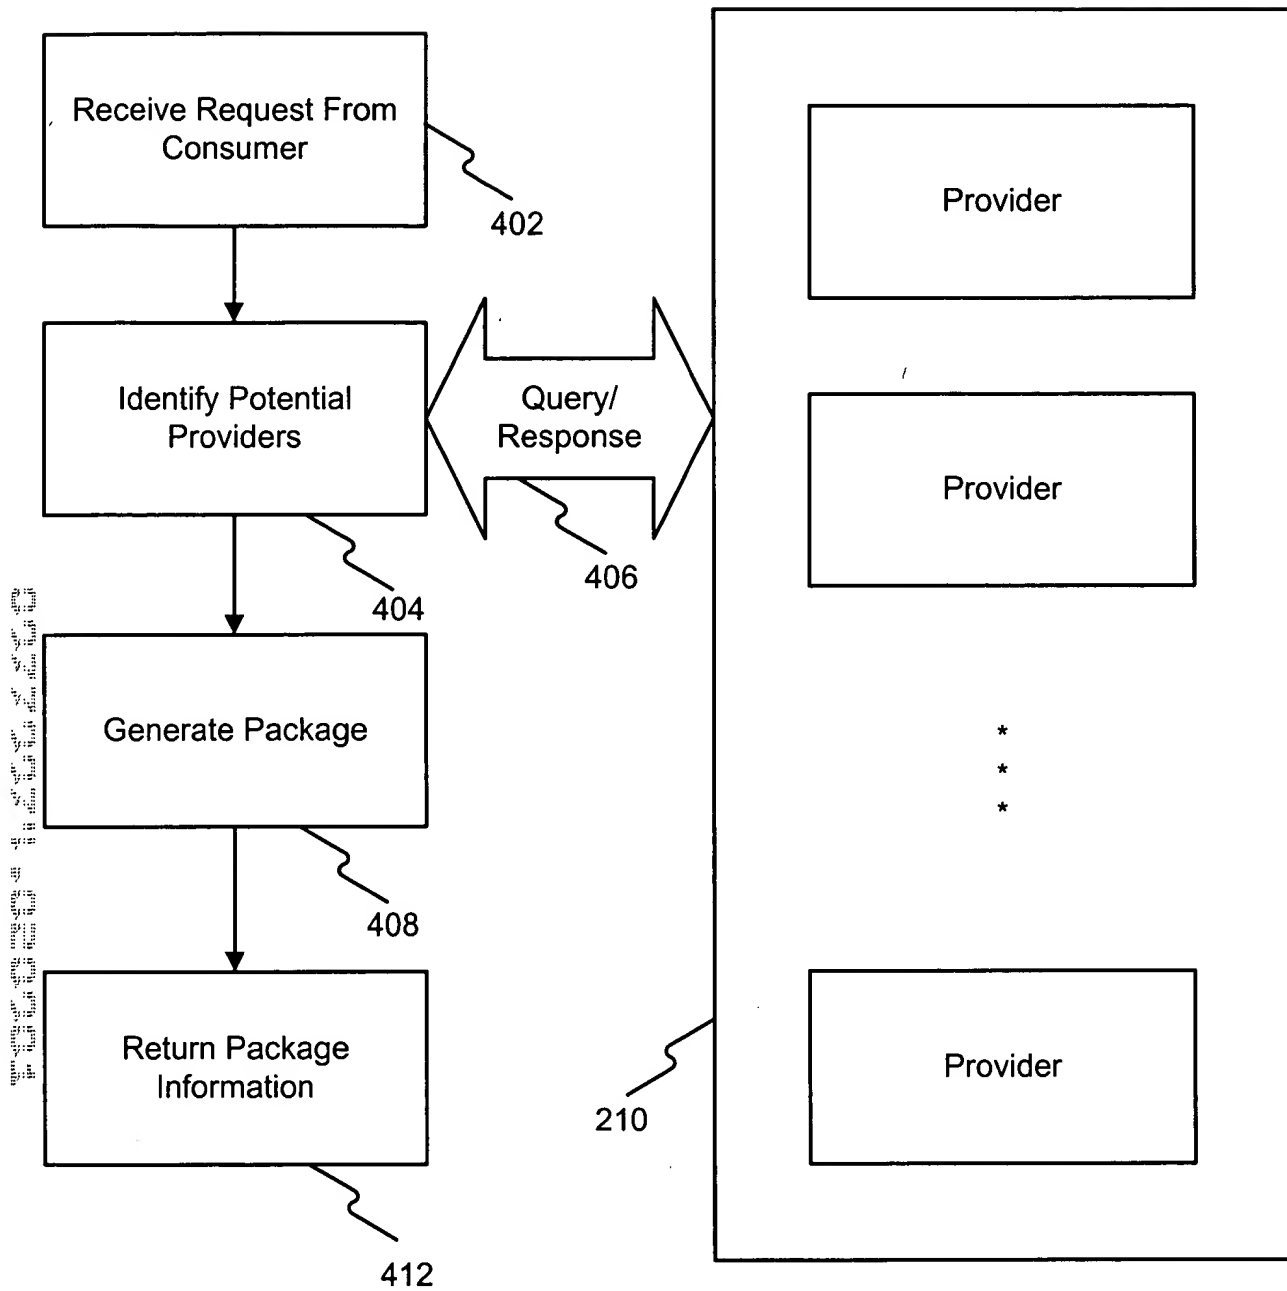 Receive Request From
Consumer
402
Provider
Identify Potential
Providers
404
Query/
Response
406
Provider
Generate Package
408
*
*
*
Return Package
Information
412
210
Provider